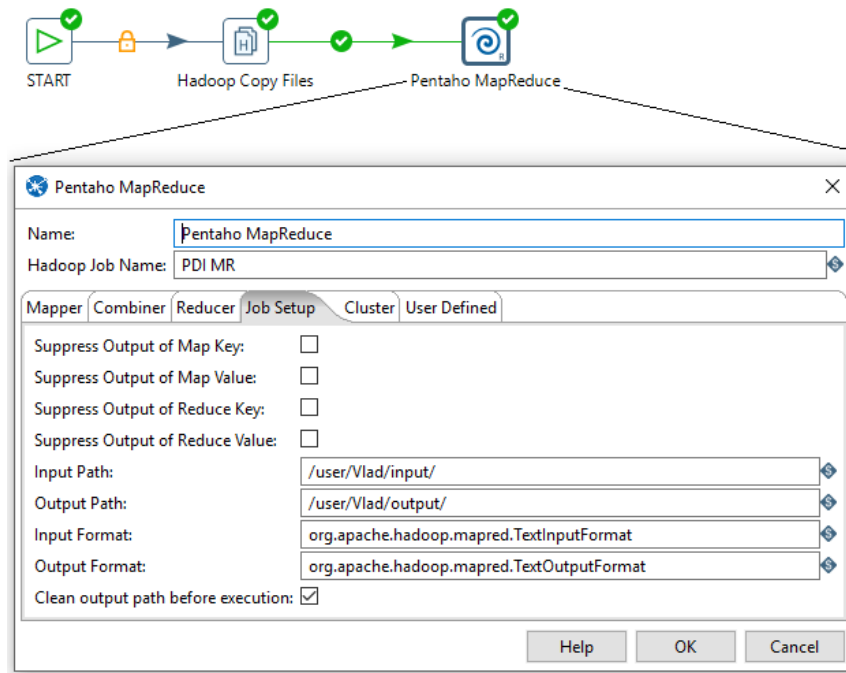 START
Hadoop Copy Files
Pentaho MapReduce
Pentaho MapReduce
Name: Pentaho MapReduce
Hadoop Job Name: PDI MR
Mapper Combiner Reducer Job Setup Cluster User Defined
Suppress Output of Map Key:
Suppress Output of Map Value:
Suppress Output of Reduce Key:
Suppress Output of Reduce Value:
Input Path: /user/Vlad/input/
Output Path: /user/Vlad/output/
Input Format: org.apache.hadoop.mapred.TextInputFormat
Output Format: org.apache.hadoop.mapred.TextOutputFormat
Clean output path before execution:
Help OK Cancel